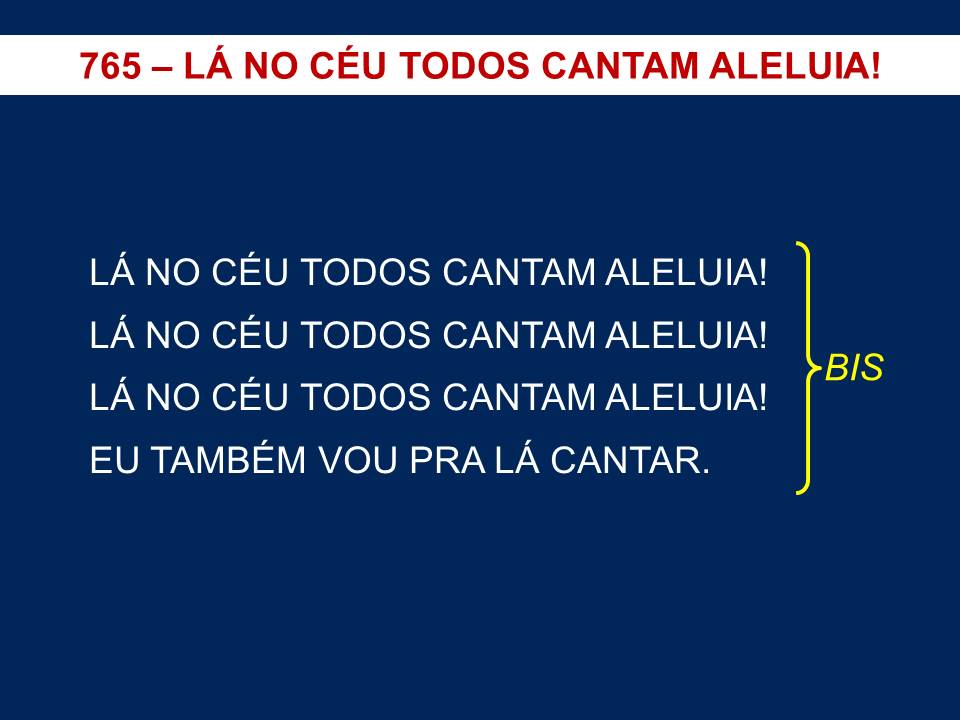 765 – LÁ NO CÉU TODOS CANTAM ALELUIA!
LÁ NO CÉU TODOS CANTAM ALELUIA!
LÁ NO CÉU TODOS CANTAM ALELUIA!
LÁ NO CÉU TODOS CANTAM ALELUIA!
EU TAMBÉM VOU PRA LÁ CANTAR.
BIS